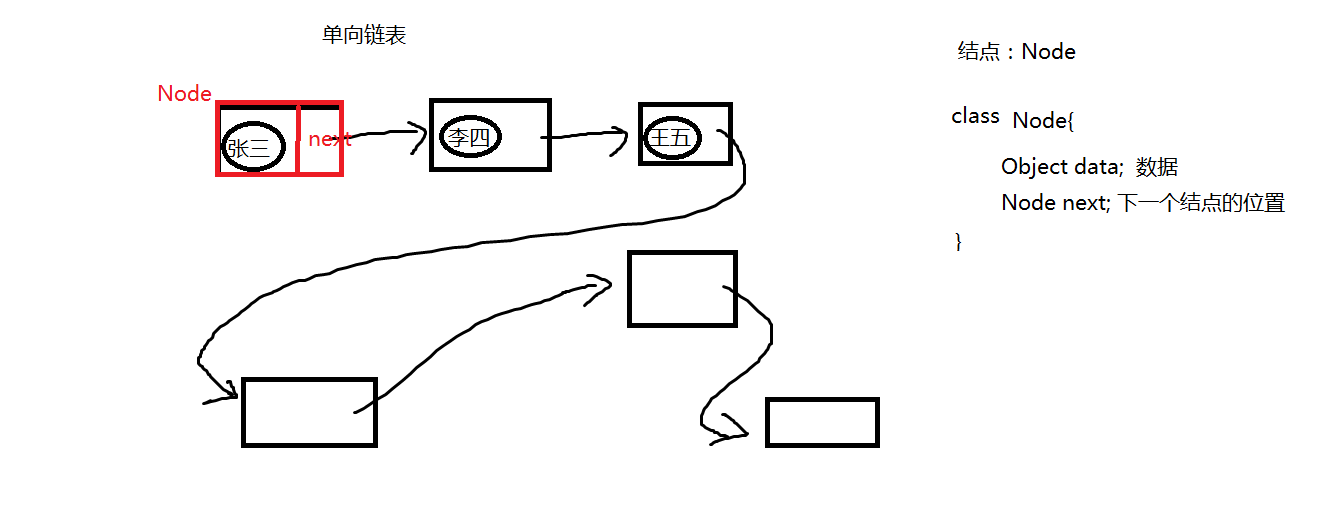 单向链表
Node
张三
next
李四
王五
结点：Node
class Node{
Object data; 数据
Node next; 下一个结点的位置
}